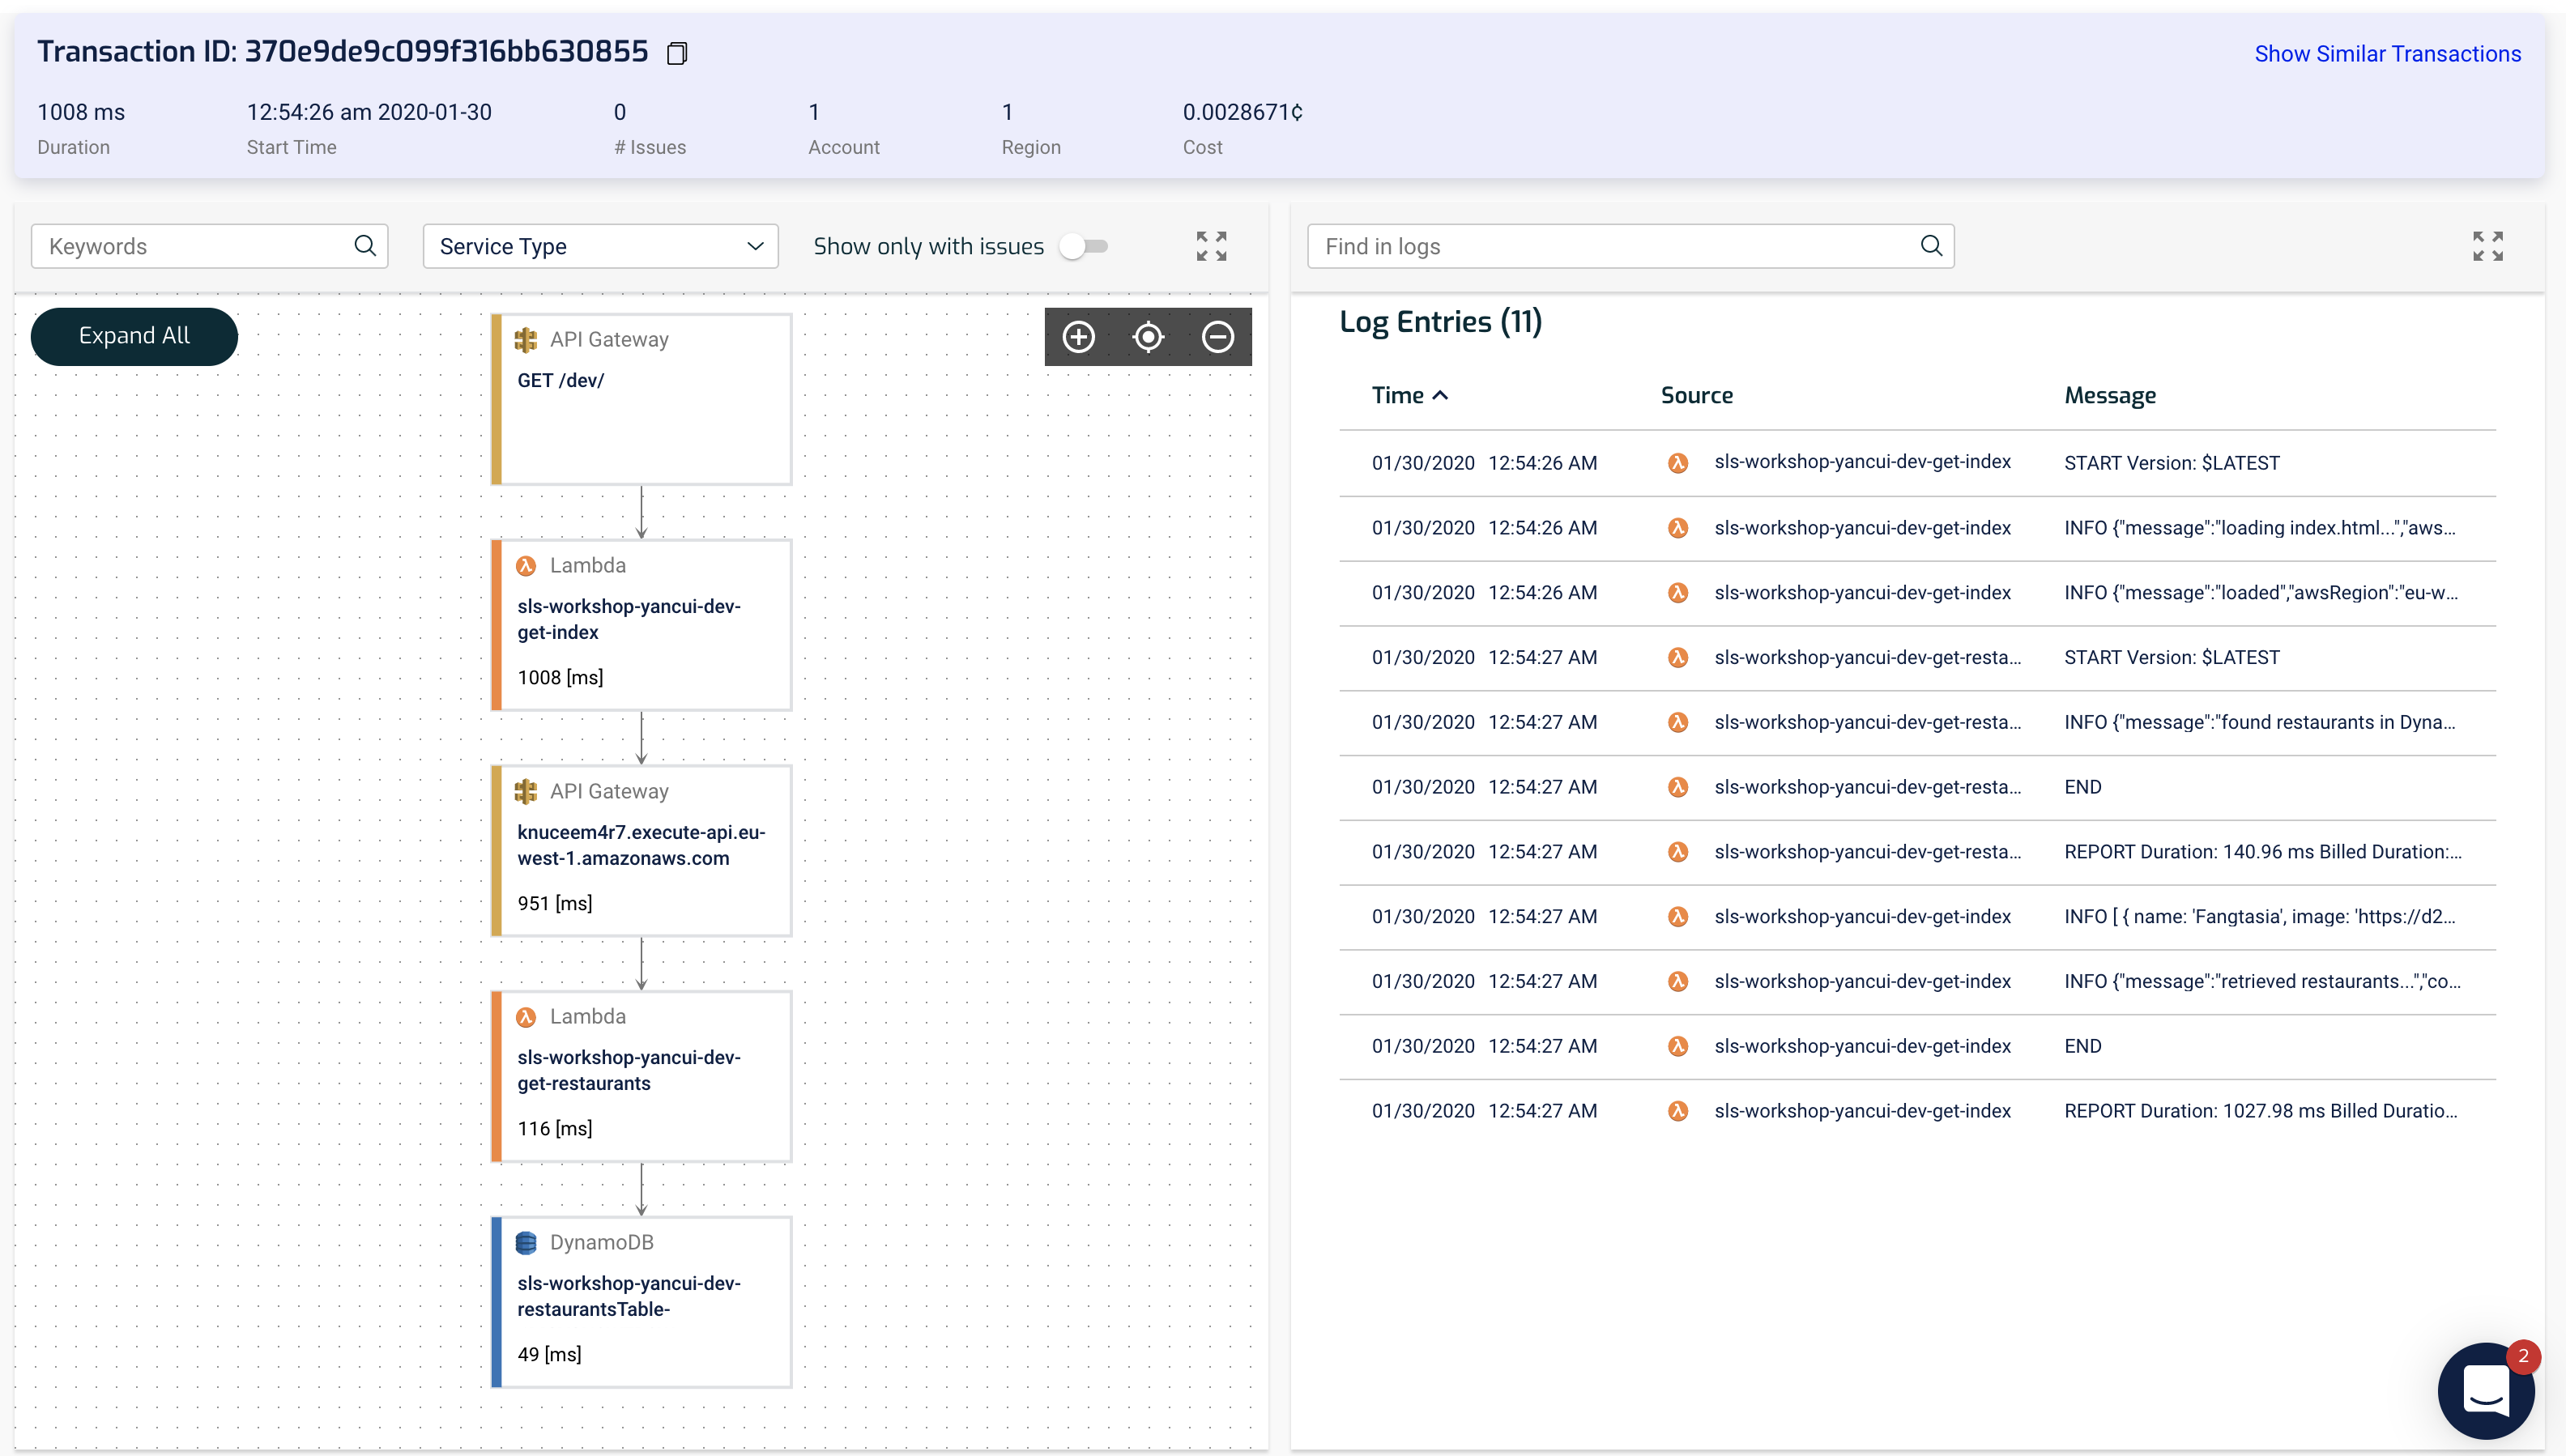 Transaction ID: 370e9de9c099f316bb630855
Show Similar Transactions
1008 ms 12:54:26 am 2020-01-30 0 1 1 0.0028671¢
Duration Start Time # Issues Account Region Cost
Keywords Service Type Show only with issues
Find in logs
Expand All
API Gateway
GET /dev/
Lambda
sls-workshop-yancui-dev-
get-index
1008 [ms]
API Gateway
knuceem4r7.execute-api.eu-
west-1.amazonaws.com
951 [ms]
Lambda
sls-workshop-yancui-dev-
get-restaurants
116 [ms]
DynamoDB
sls-workshop-yancui-dev-
restaurantsTable-
49 [ms]
Log Entries (11)
Time Source Message
01/30/2020 12:54:26 AM sls-workshop-yancui-dev-get-index START Version: $LATEST
01/30/2020 12:54:26 AM sls-workshop-yancui-dev-get-index INFO {"message":"loading index.html...","aws...
01/30/2020 12:54:26 AM sls-workshop-yancui-dev-get-index INFO {"message":"loaded","awsRegion":"eu-w...
01/30/2020 12:54:27 AM sls-workshop-yancui-dev-get-resta... START Version: $LATEST
01/30/2020 12:54:27 AM sls-workshop-yancui-dev-get-resta... INFO {"message":"found restaurants in Dyna...
01/30/2020 12:54:27 AM sls-workshop-yancui-dev-get-resta... END
01/30/2020 12:54:27 AM sls-workshop-yancui-dev-get-resta... REPORT Duration: 140.96 ms Billed Duration:...
01/30/2020 12:54:27 AM sls-workshop-yancui-dev-get-index INFO [ { name: 'Fangtasia', image: 'https://d2...
01/30/2020 12:54:27 AM sls-workshop-yancui-dev-get-index INFO {"message":"retrieved restaurants...","co...
01/30/2020 12:54:27 AM sls-workshop-yancui-dev-get-index END
01/30/2020 12:54:27 AM sls-workshop-yancui-dev-get-index REPORT Duration: 1027.98 ms Billed Duratio...
2